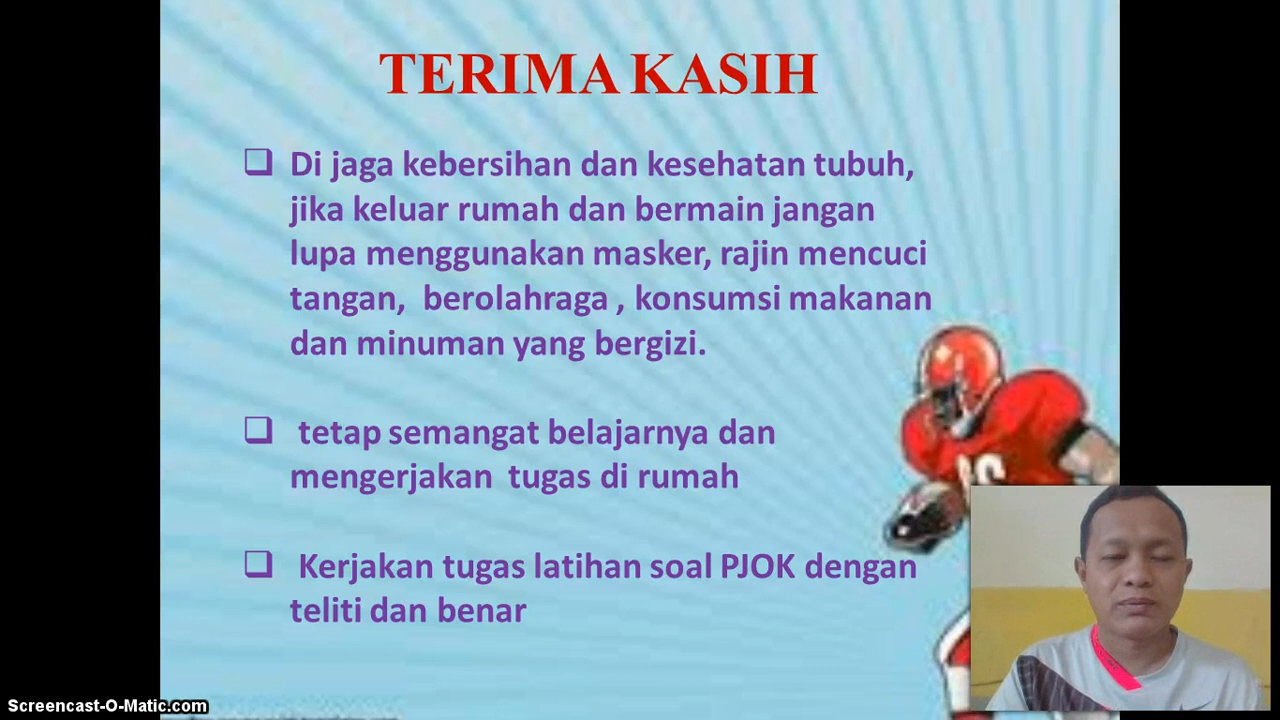 TERIMA KASIH
❑ Di jaga kebersihan dan kesehatan tubuh,
jika keluar rumah dan bermain jangan
lupa menggunakan masker, rajin mencuci
tangan,  berolahraga , konsumsi makanan
dan minuman yang bergizi.
❑ tetap semangat belajarnya dan
mengerjakan  tugas di rumah
❑ Kerjakan tugas latihan soal PJOK dengan
teliti dan benar
Screencast-O-Matic.com